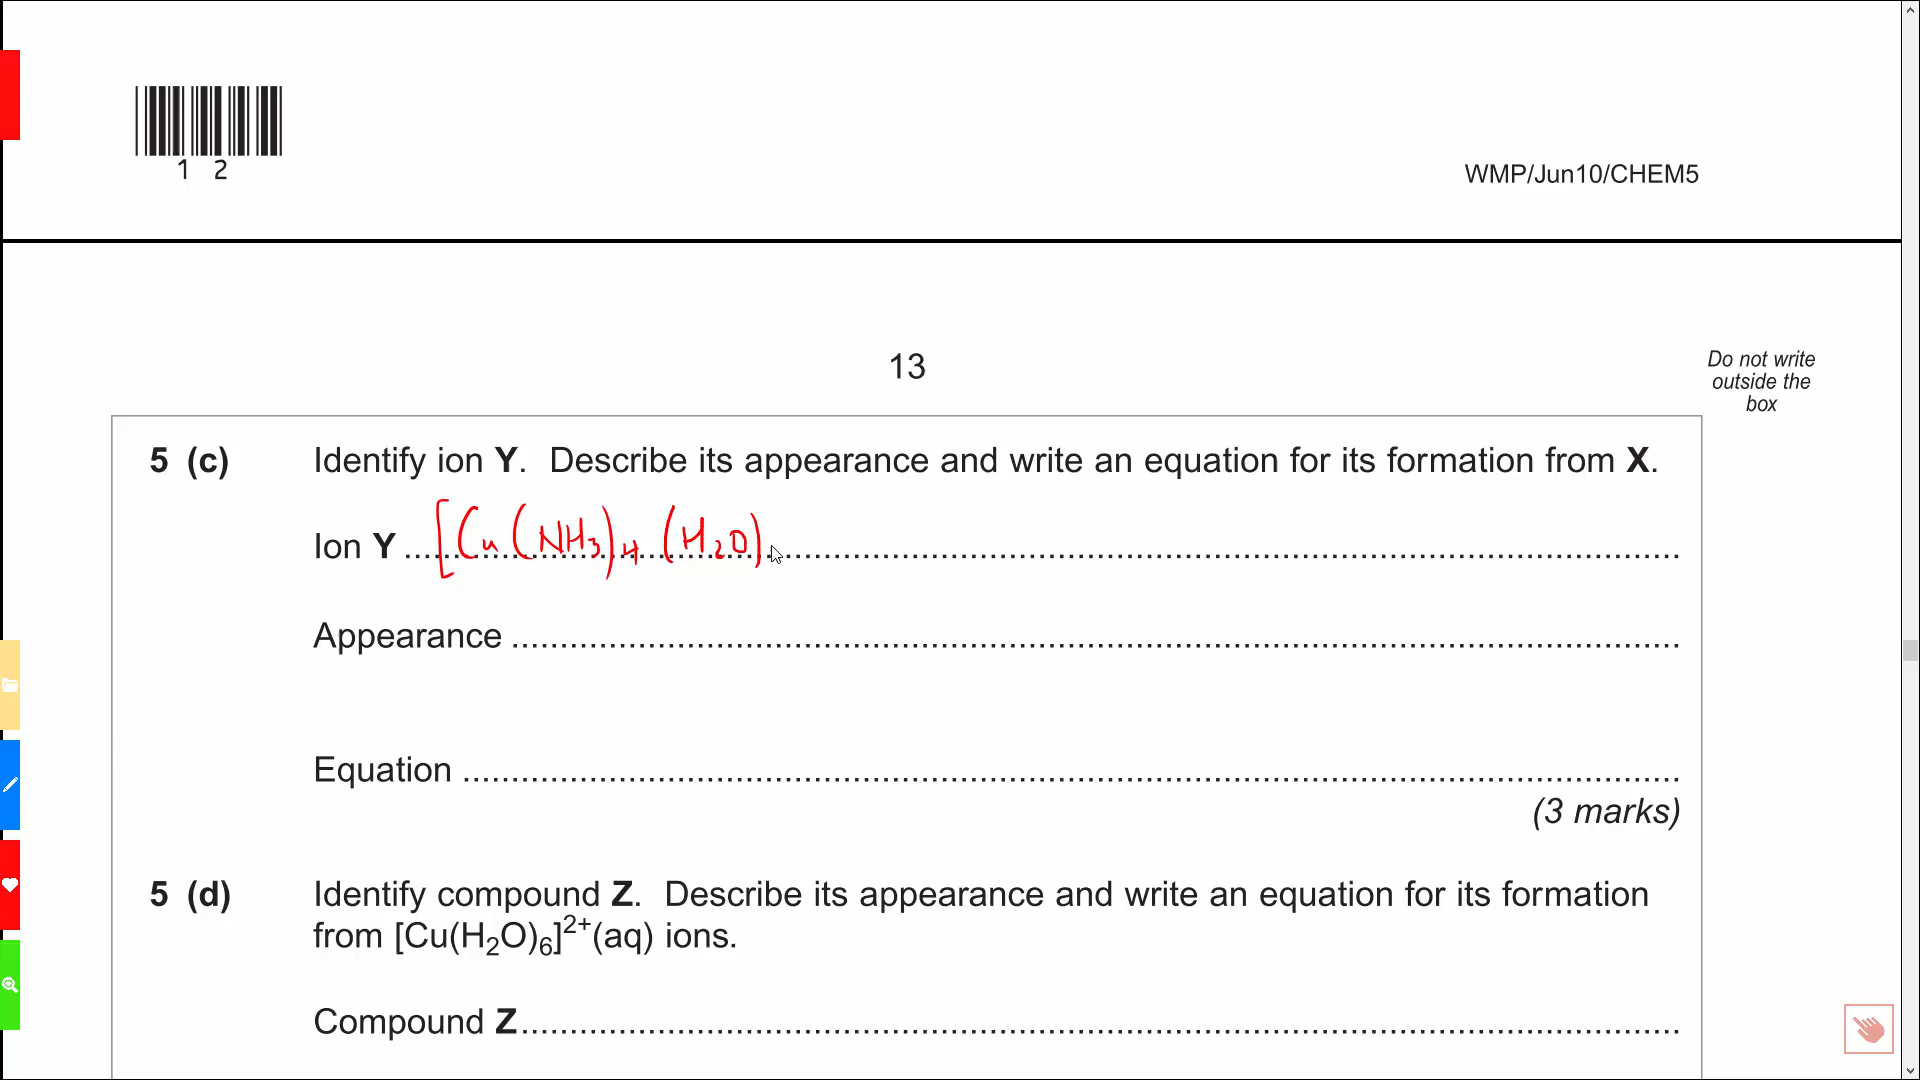 1 2
WMP/Jun10/CHEM5
13
Do not write
outside the
box
5 (c) Identify ion Y. Describe its appearance and write an equation for its formation from X.
Ion Y [Cu(NH₃)₄(H₂O)
Appearance
Equation
(3 marks)
5 (d) Identify compound Z. Describe its appearance and write an equation for its formation
from [Cu(H₂O)₆]²⁺(aq) ions.
Compound Z